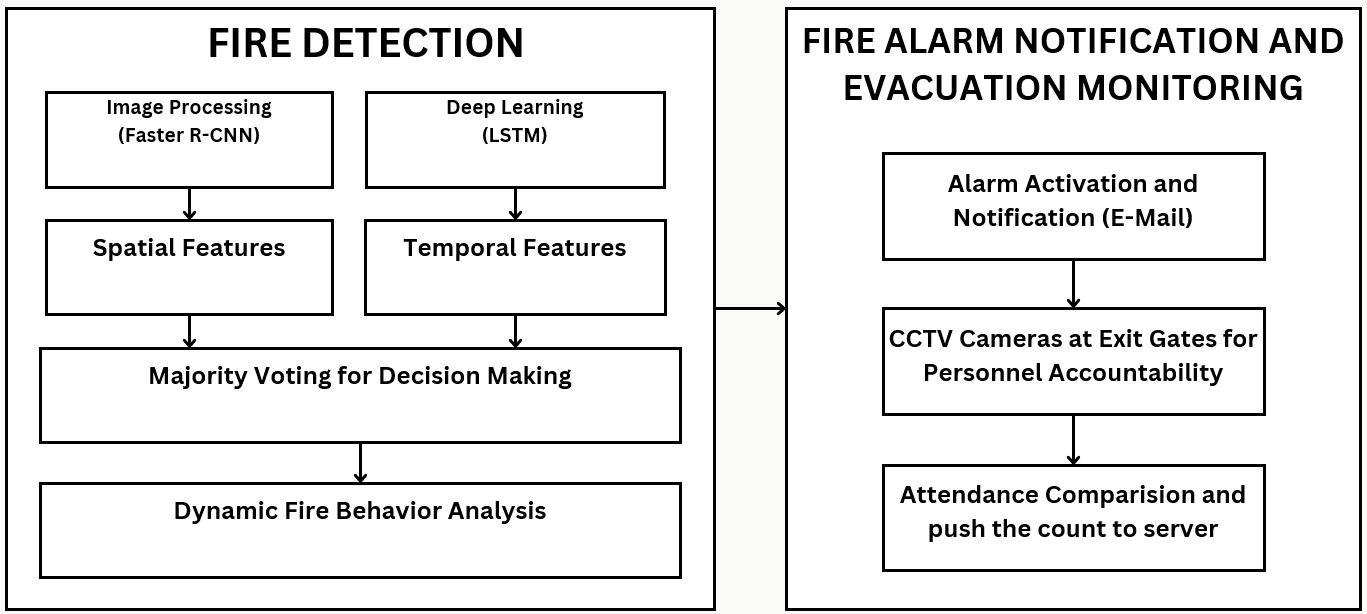 FIRE DETECTION
Image Processing
(Faster R-CNN)
Deep Learning
(LSTM)
Spatial Features
Temporal Features
Majority Voting for Decision Making
Dynamic Fire Behavior Analysis
FIRE ALARM NOTIFICATION AND
EVACUATION MONITORING
Alarm Activation and
Notification (E-Mail)
CCTV Cameras at Exit Gates for
Personnel Accountability
Attendance Comparision and
push the count to server